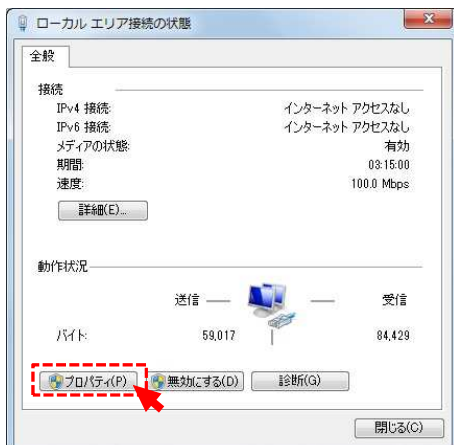 ローカル エリア接続の状態
全般
接続
IPv4 接続: インターネット アクセスなし
IPv6 接続: インターネット アクセスなし
メディアの状態: 有効
期間: 03:15:00
速度: 100.0 Mbps
詳細(E)...
動作状況
送信 — — 受信
バイト: 59,017 84,429
プロパティ(P) 無効にする(D) 診断(G)
閉じる(C)